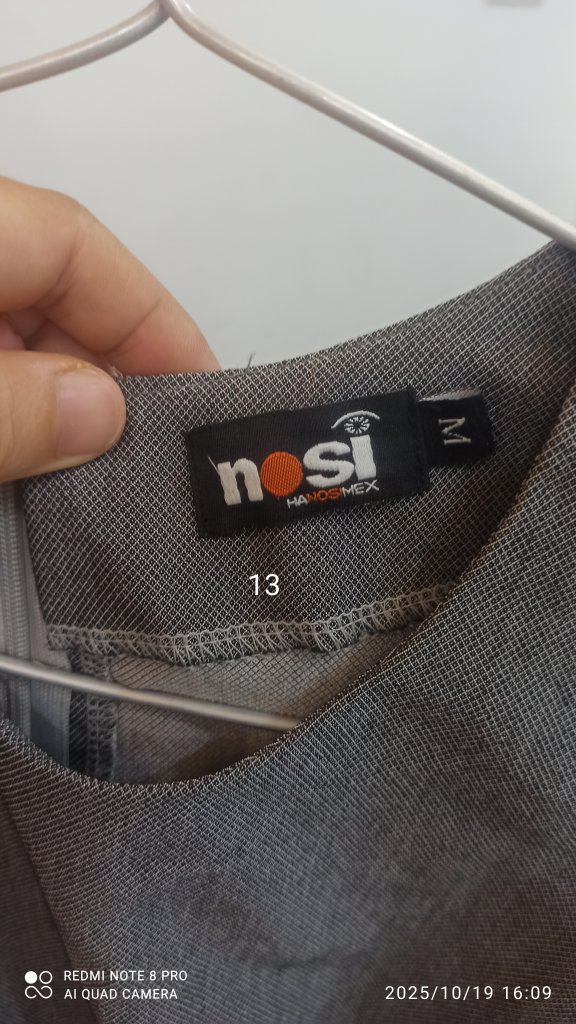 nosi
HANOSIMEX
M
13
REDMI NOTE 8 PRO
AI QUAD CAMERA
2025/10/19 16:09